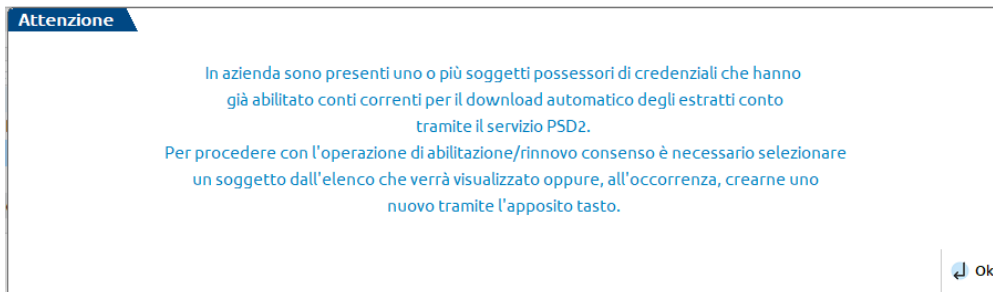 Attenzione
In azienda sono presenti uno o più soggetti possessori di credenziali che hanno
già abilitato conti correnti per il download automatico degli estratti conto
tramite il servizio PSD2.
Per procedere con l'operazione di abilitazione/rinnovo consenso è necessario selezionare
un soggetto dall'elenco che verrà visualizzato oppure, all'occorrenza, crearne uno
nuovo tramite l'apposito tasto.
Ok